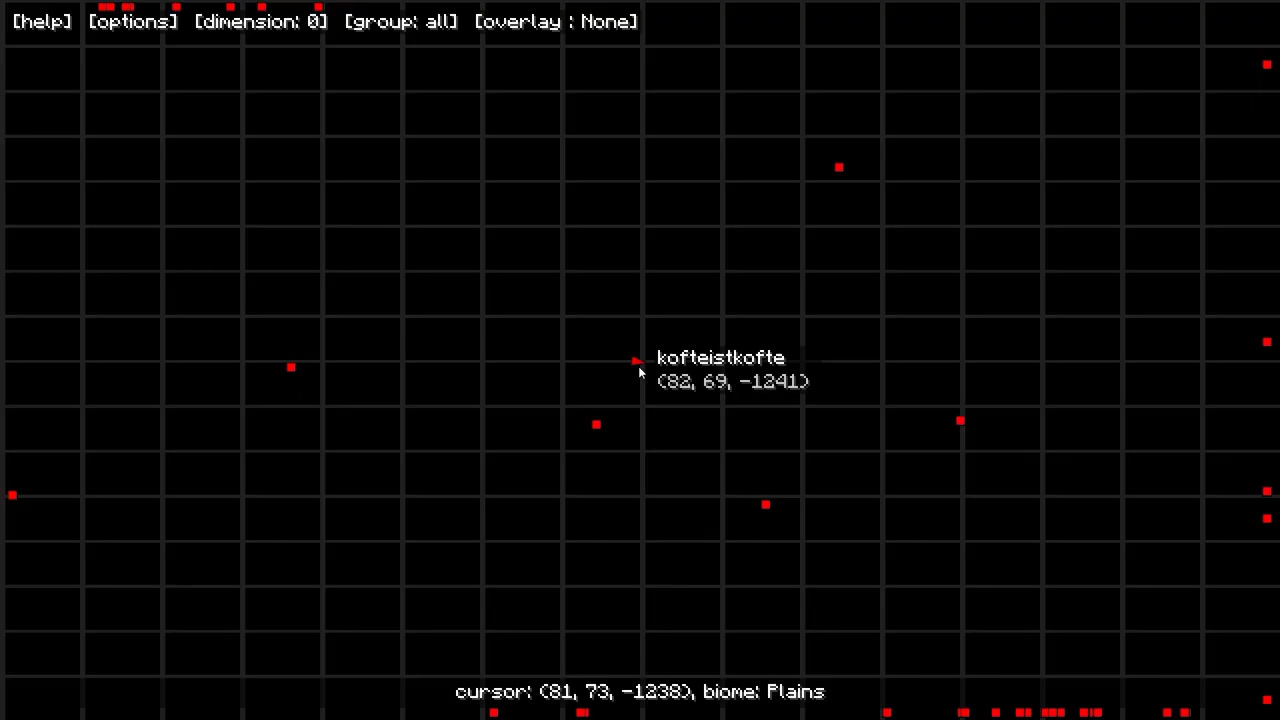 [help] [options] [dimension: 0] [group: all] [overlay : None]
kofteistkofte
(82, 69, -1241)
cursor: (81, 73, -1238), biome: Plains